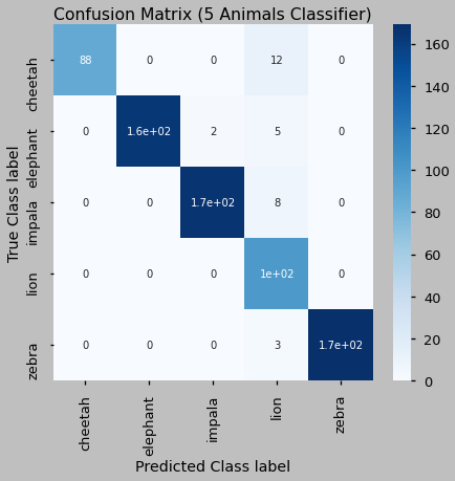 Confusion Matrix (5 Animals Classifier)
True Class label
cheetah 88 0 0 12 0
elephant 0 1.6e+02 2 5 0
impala 0 0 1.7e+02 8 0
lion 0 0 0 1e+02 0
zebra 0 0 0 3 1.7e+02
cheetah elephant impala lion zebra
Predicted Class label
160
140
120
100
80
60
40
20
0